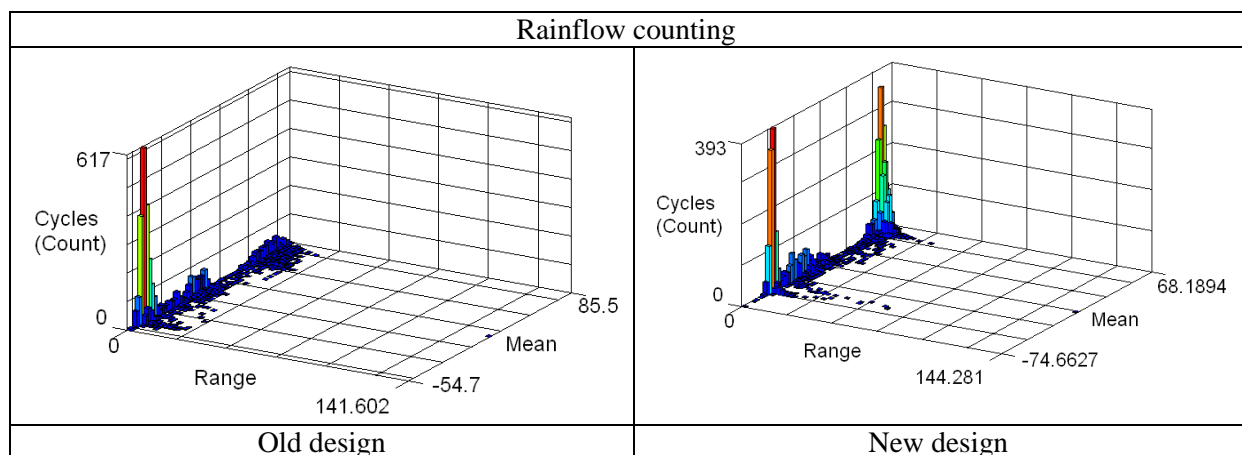 Rainflow counting
617
Cycles
(Count)
0
0
Range
141.602
-54.7
Mean
85.5
393
Cycles
(Count)
0
0
Range
144.281
-74.6627
Mean
68.1894
Old design
New design